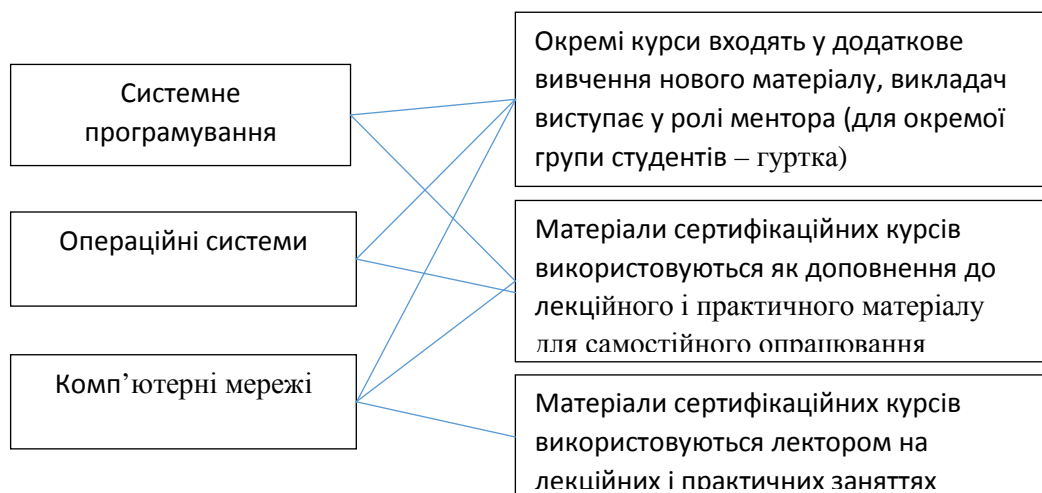 Системне
програмування
Операційні системи
Комп’ютерні мережі
Окремі курси входять у додаткове
вивчення нового матеріалу, викладач
виступає у ролі ментора (для окремої
групи студентів – гуртка)
Матеріали сертифікаційних курсів
використовуються як доповнення до
лекційного і практичного матеріалу
для самостійного опрацювання
Матеріали сертифікаційних курсів
використовуються лектором на
лекційних і практичних заняттях